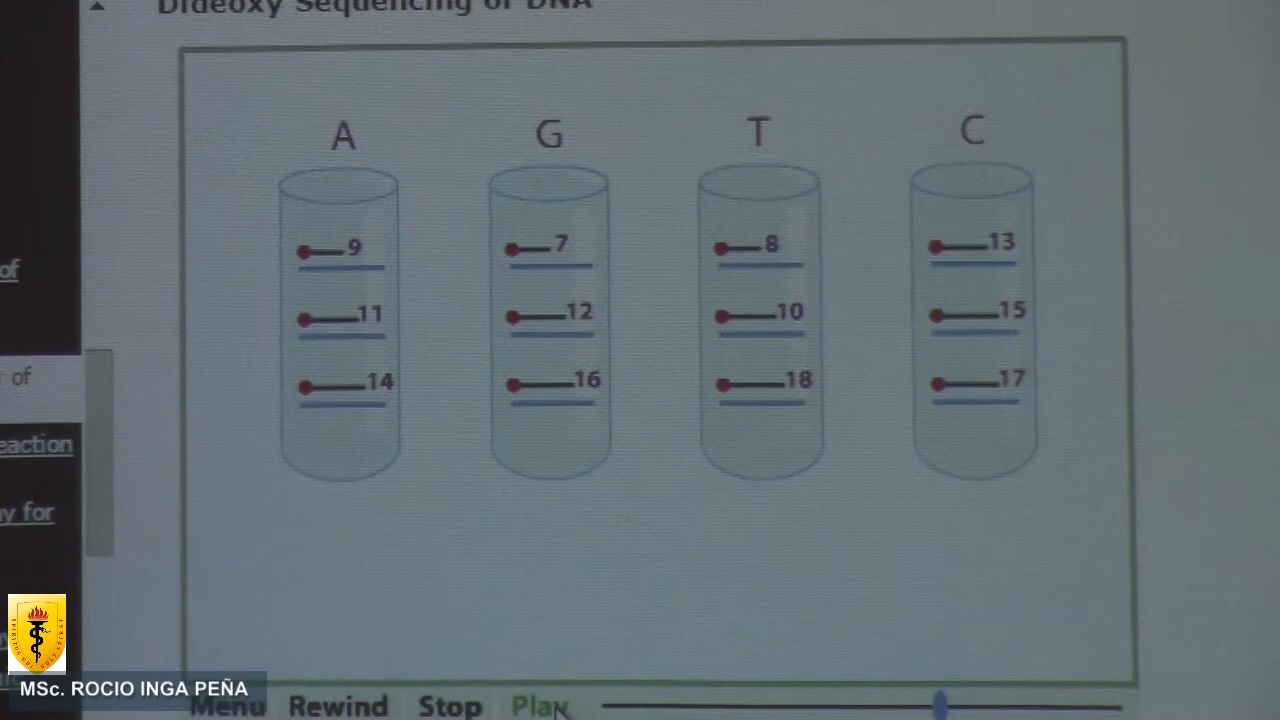 Dideoxy Sequencing of DNA
A G T C
9 7 8 13
11 12 10 15
14 16 18 17
of
of
eaction
y for
MSc. ROCIO INGA PEÑA
Menu Rewind Stop Play